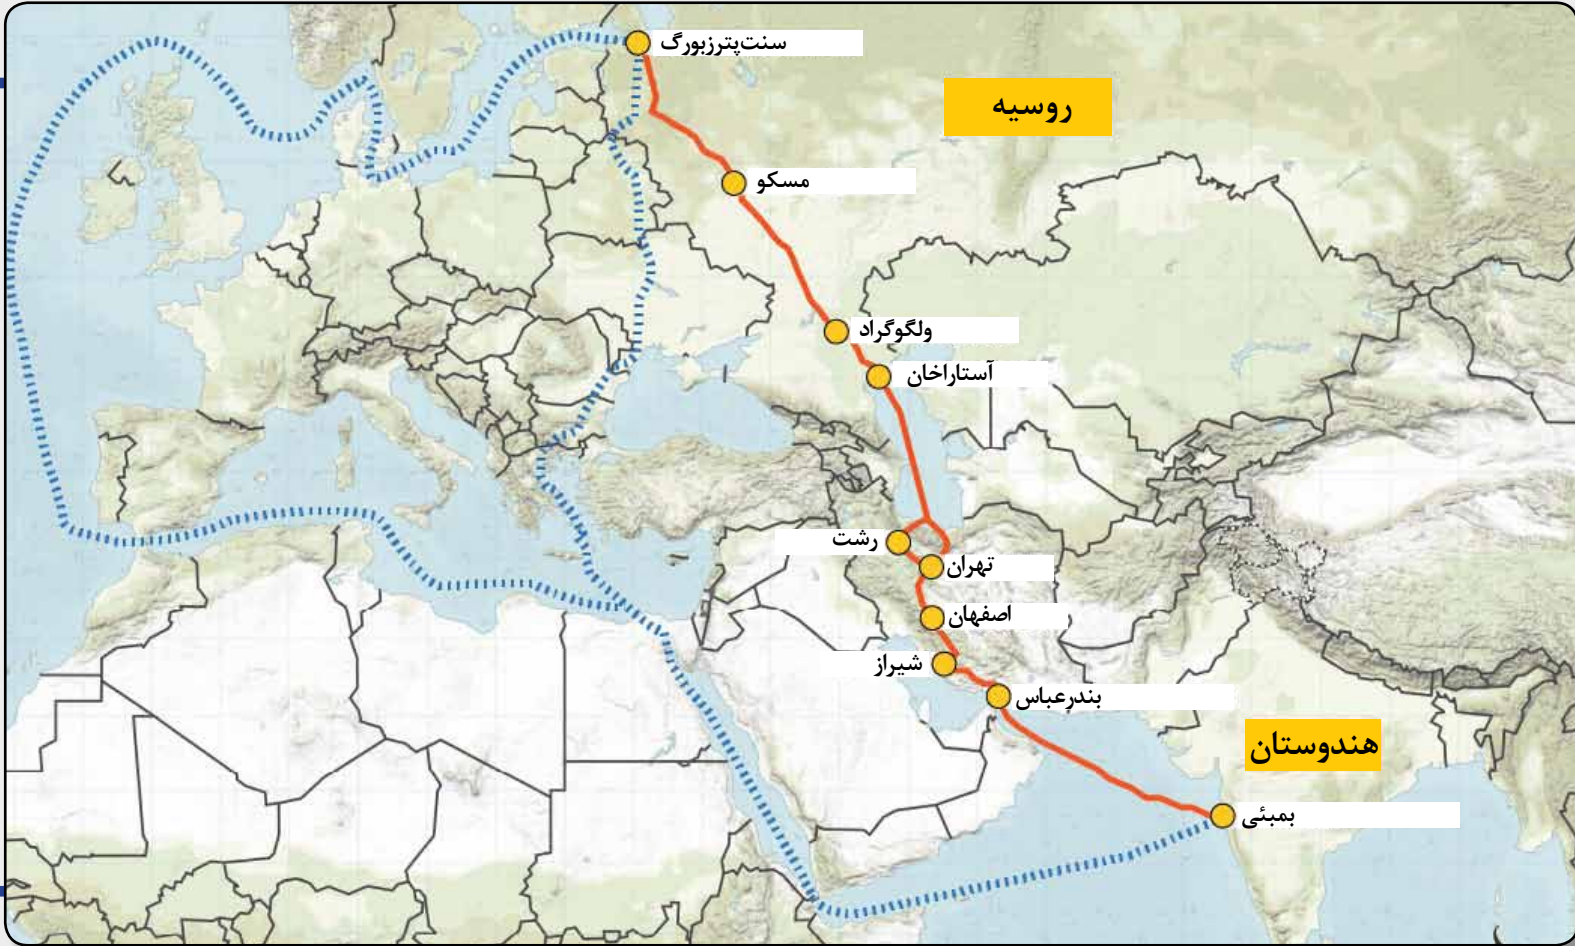 سنت‌پترزبورگ
روسیه
مسکو
ولگوگراد
آستاراخان
رشت
تهران
اصفهان
شیراز
بندرعباس
هندوستان
بمبئی